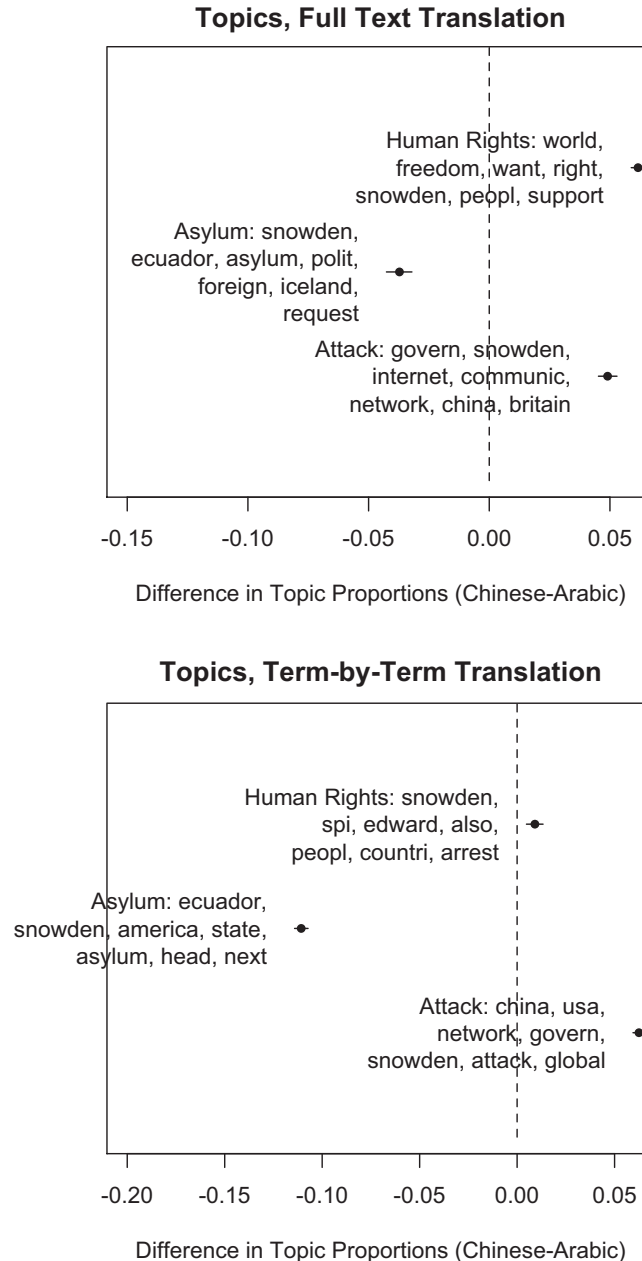 Topics, Full Text Translation
Human Rights: world,
freedom, want, right,
snowden, peopl, support
Asylum: snowden,
ecuador, asylum, polit,
foreign, iceland,
request
Attack: govern, snowden,
internet, communic,
network, china, britain
-0.15 -0.10 -0.05 0.00 0.05
Difference in Topic Proportions (Chinese-Arabic)
Topics, Term-by-Term Translation
Human Rights: snowden,
spi, edward, also,
peopl, countri, arrest
Asylum: ecuador,
snowden, america, state,
asylum, head, next
Attack: china, usa,
network, govern,
snowden, attack, global
-0.20 -0.15 -0.10 -0.05 0.00 0.05
Difference in Topic Proportions (Chinese-Arabic)